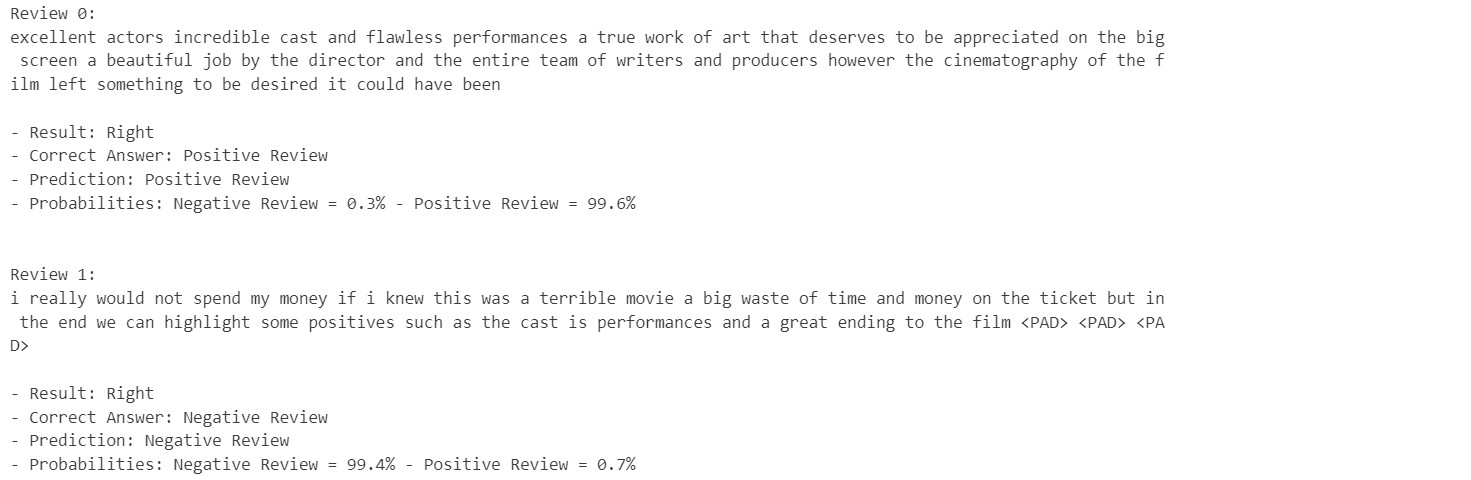 Review 0:
excellent actors incredible cast and flawless performances a true work of art that deserves to be appreciated on the big
screen a beautiful job by the director and the entire team of writers and producers however the cinematography of the f
ilm left something to be desired it could have been
- Result: Right
- Correct Answer: Positive Review
- Prediction: Positive Review
- Probabilities: Negative Review = 0.3% - Positive Review = 99.6%
Review 1:
i really would not spend my money if i knew this was a terrible movie a big waste of time and money on the ticket but in
the end we can highlight some positives such as the cast is performances and a great ending to the film <PAD> <PAD> <PA
D>
- Result: Right
- Correct Answer: Negative Review
- Prediction: Negative Review
- Probabilities: Negative Review = 99.4% - Positive Review = 0.7%